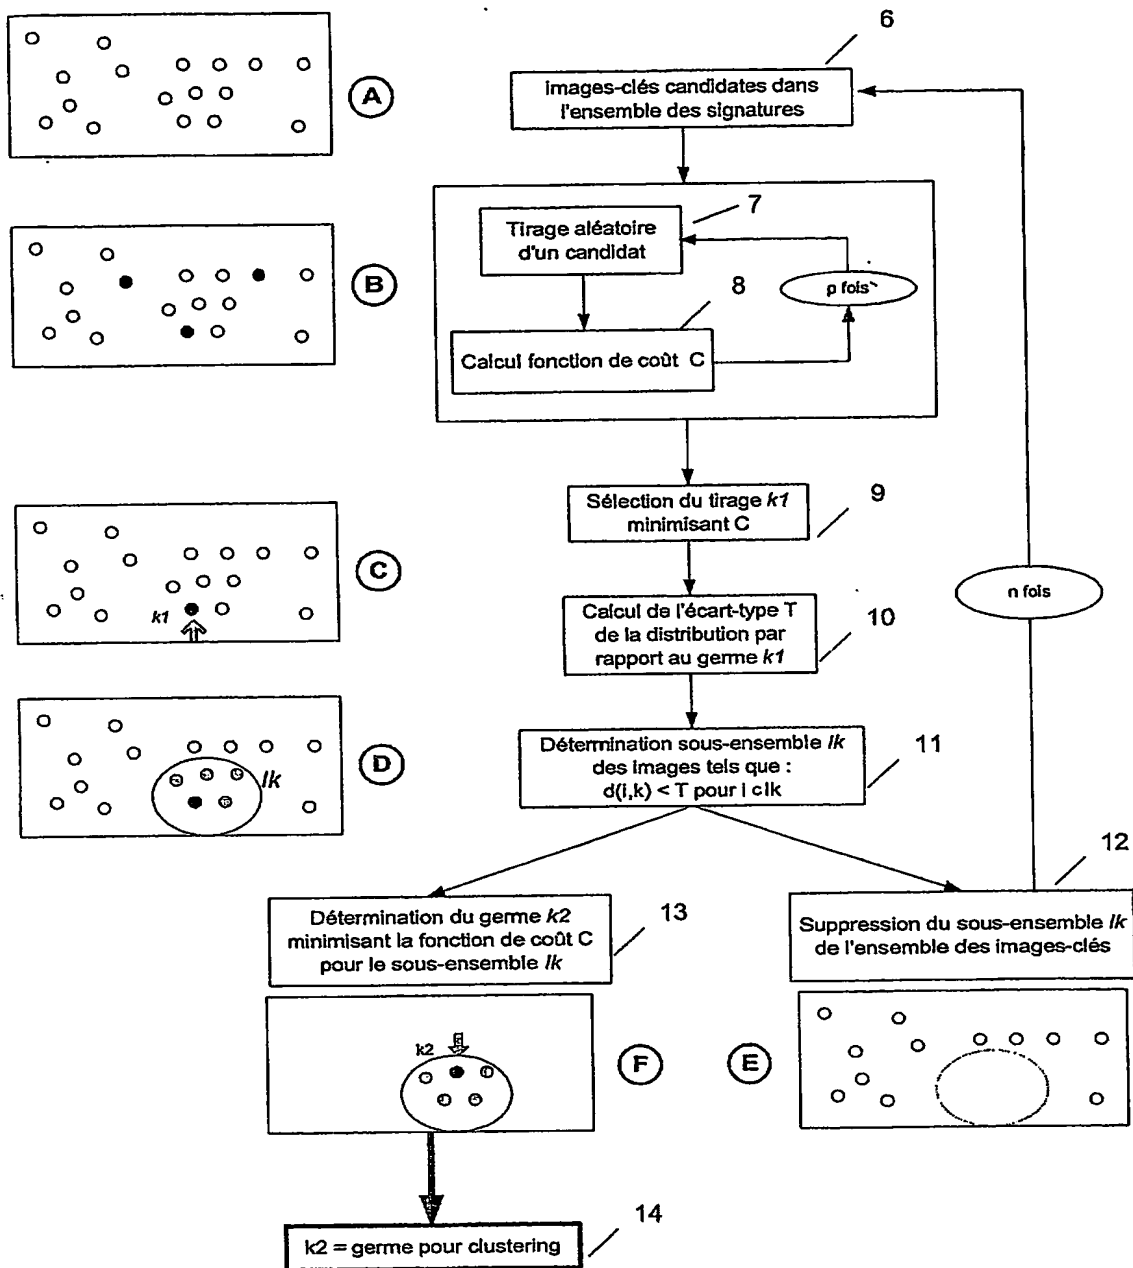 6
images-clés candidates dans
l'ensemble des signatures
A
7
Tirage aléatoire
d'un candidat
B
8
p fois
Calcul fonction de coût C
9
Sélection du tirage k1
minimisant C
C
k1
n fois
10
Calcul de l'écart-type T
de la distribution par
rapport au germe k1
11
Détermination sous-ensemble Ik
des images tels que :
d(i,k) < T pour i c Ik
D
Ik
12
13
Détermination du germe k2
minimisant la fonction de coût C
pour le sous-ensemble Ik
Suppression du sous-ensemble Ik
de l'ensemble des images-clés
k2
F
E
14
k2 = germe pour clustering